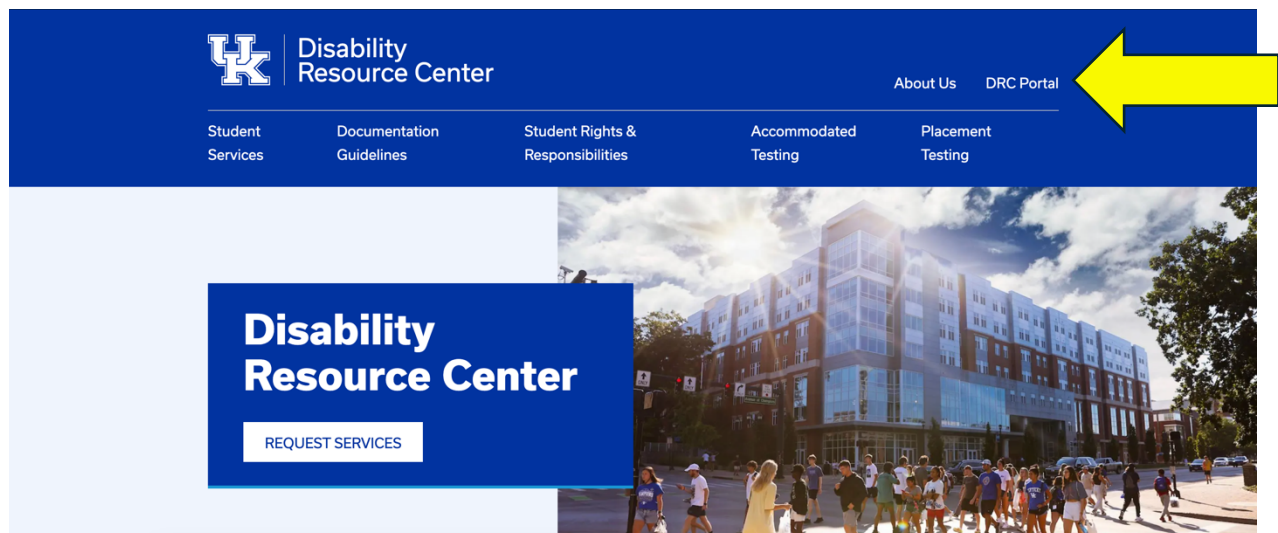 UK
Disability
Resource Center
About Us DRC Portal
Student Documentation Student Rights & Accommodated Placement
Services Guidelines Responsibilities Testing Testing
Disability
Resource Center
REQUEST SERVICES